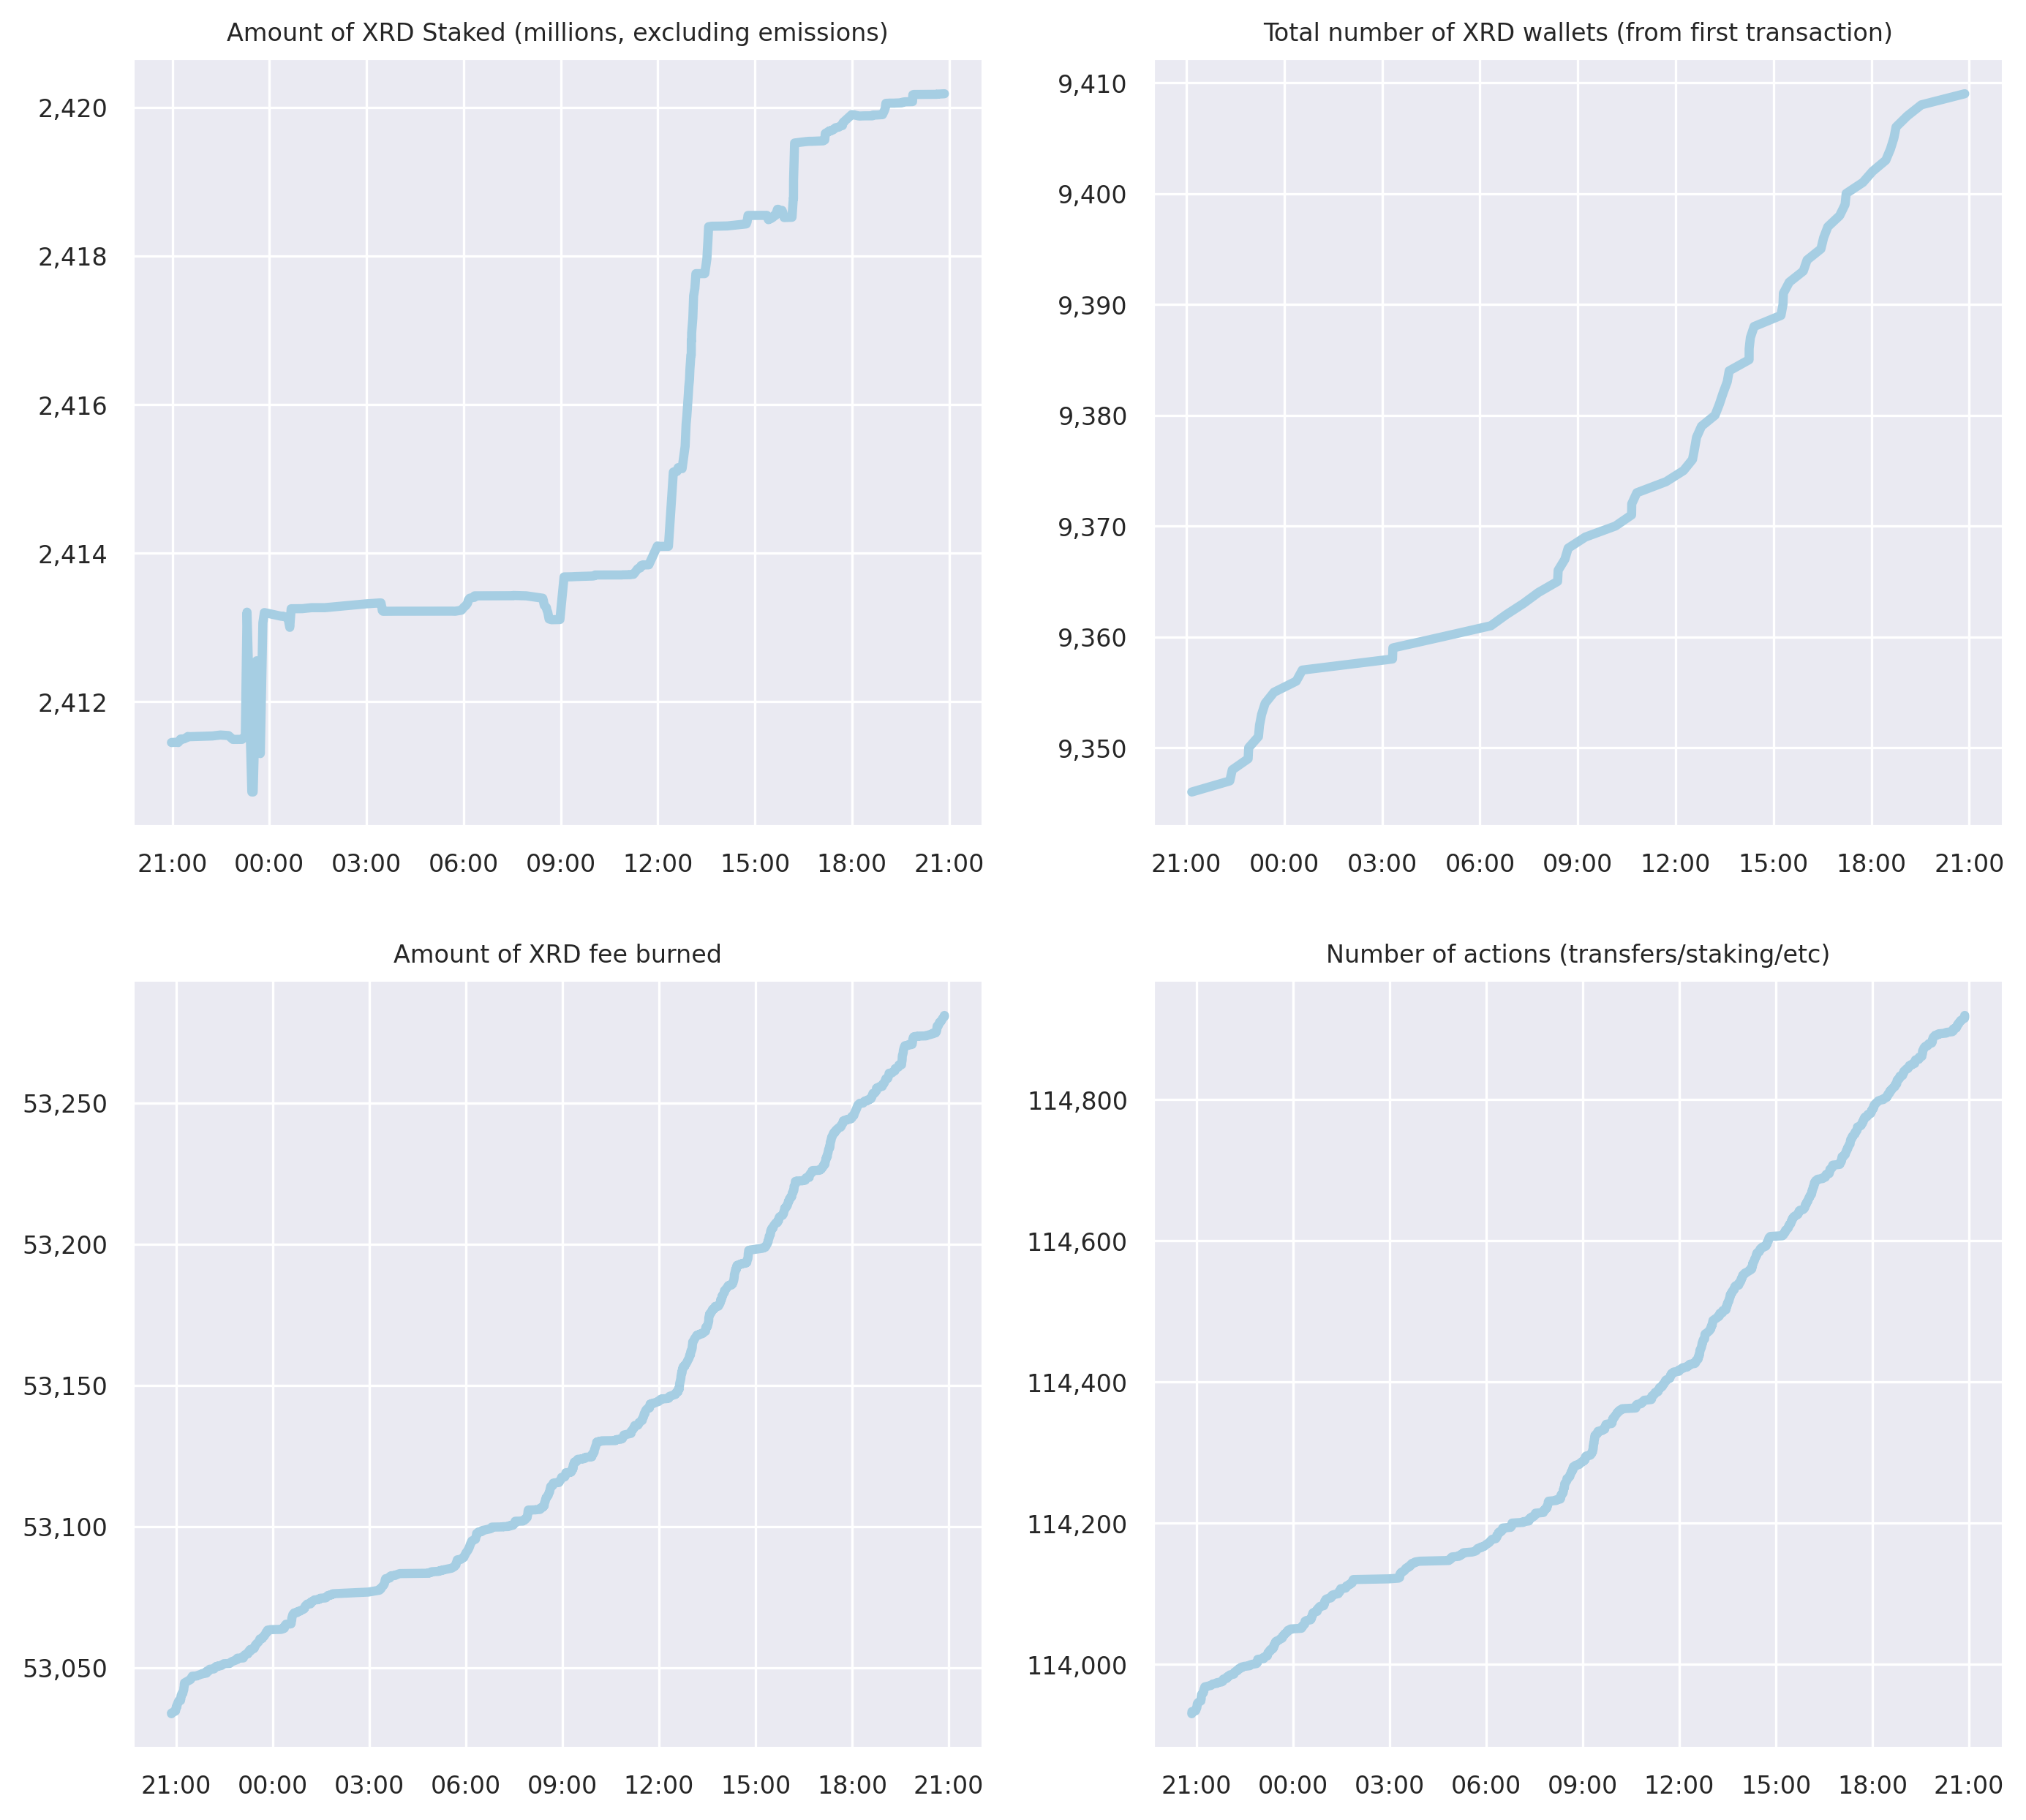 Amount of XRD Staked (millions, excluding emissions)
2,420
2,418
2,416
2,414
2,412
21:00 00:00 03:00 06:00 09:00 12:00 15:00 18:00 21:00
Total number of XRD wallets (from first transaction)
9,410
9,400
9,390
9,380
9,370
9,360
9,350
21:00 00:00 03:00 06:00 09:00 12:00 15:00 18:00 21:00
Amount of XRD fee burned
53,250
53,200
53,150
53,100
53,050
21:00 00:00 03:00 06:00 09:00 12:00 15:00 18:00 21:00
Number of actions (transfers/staking/etc)
114,800
114,600
114,400
114,200
114,000
21:00 00:00 03:00 06:00 09:00 12:00 15:00 18:00 21:00